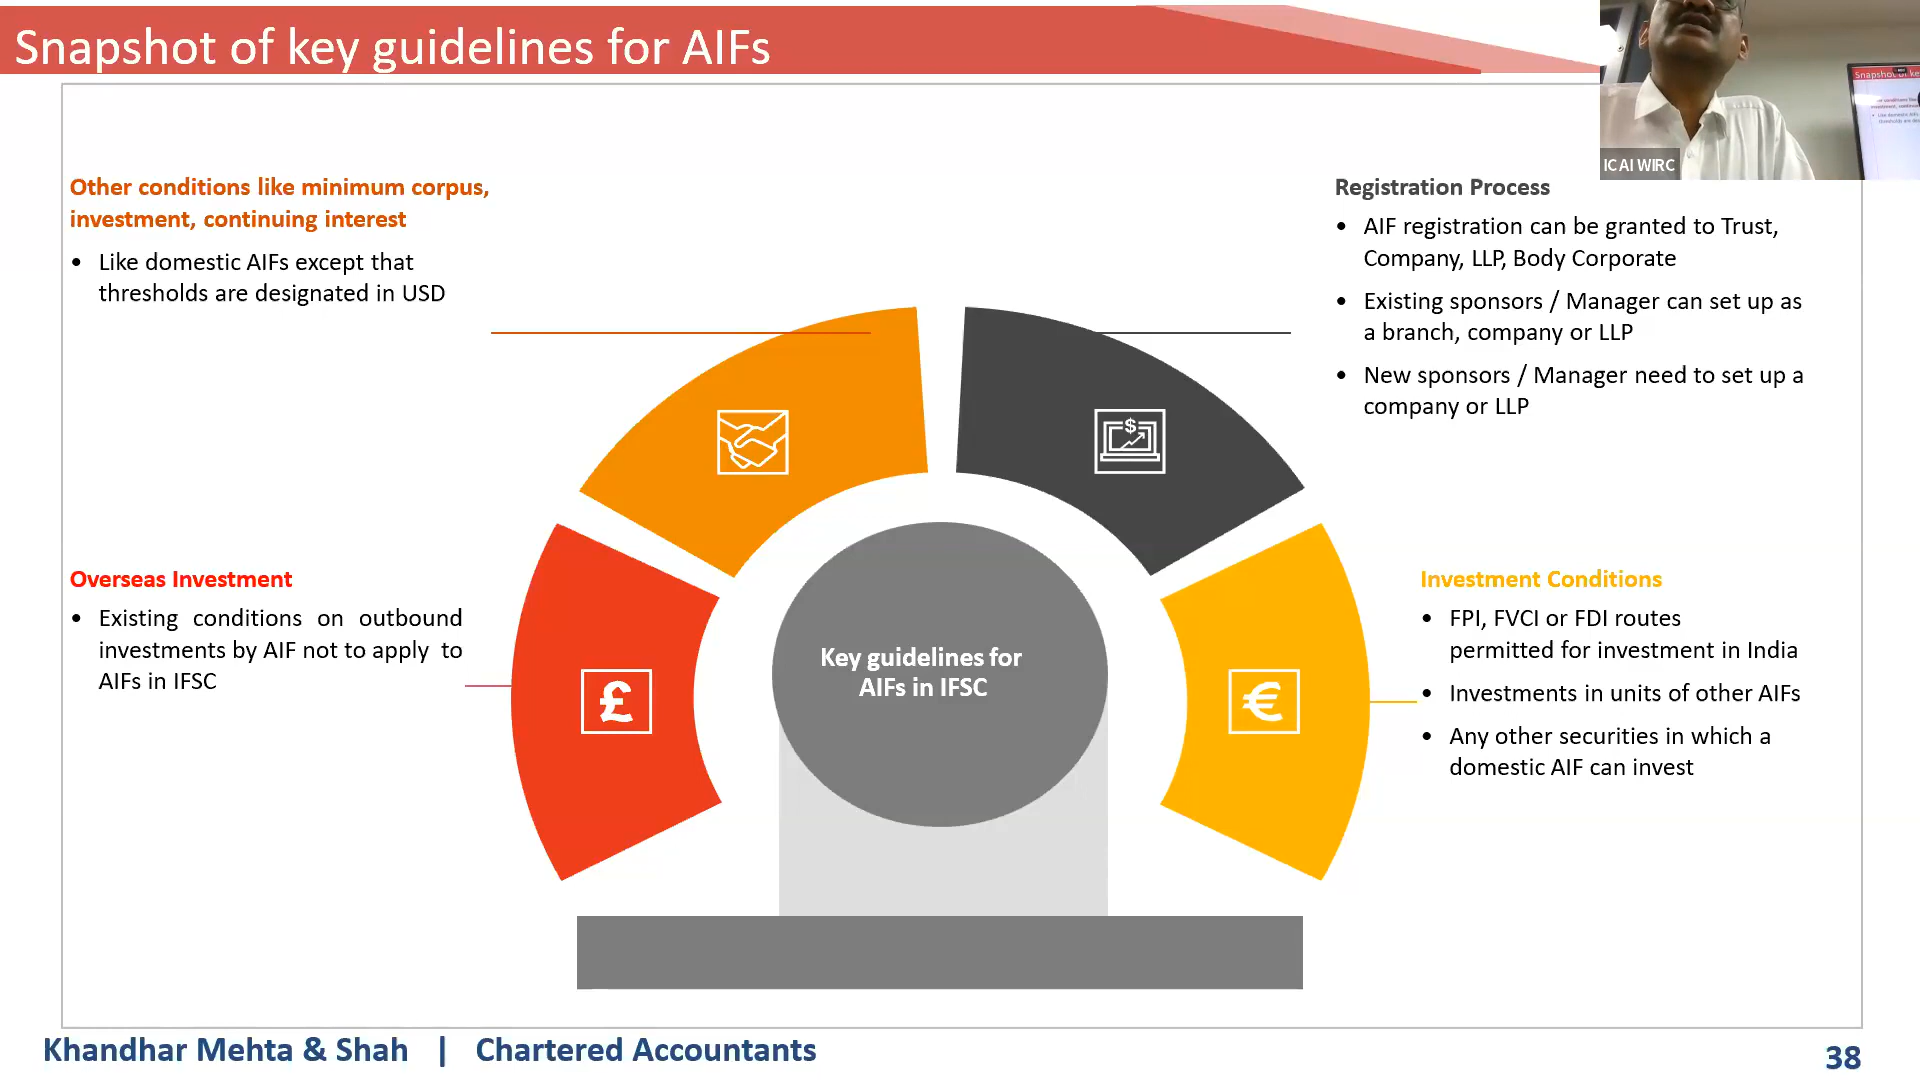 Snapshot of key guidelines for AIFs
ICAI WIRC
Other conditions like minimum corpus,
investment, continuing interest
• Like domestic AIFs except that
thresholds are designated in USD
Registration Process
• AIF registration can be granted to Trust,
Company, LLP, Body Corporate
• Existing sponsors / Manager can set up as
a branch, company or LLP
• New sponsors / Manager need to set up a
company or LLP
Overseas Investment
• Existing conditions on outbound
investments by AIF not to apply to
AIFs in IFSC
Key guidelines for
AIFs in IFSC
Investment Conditions
• FPI, FVCI or FDI routes
permitted for investment in India
• Investments in units of other AIFs
• Any other securities in which a
domestic AIF can invest
Khandhar Mehta & Shah | Chartered Accountants
38